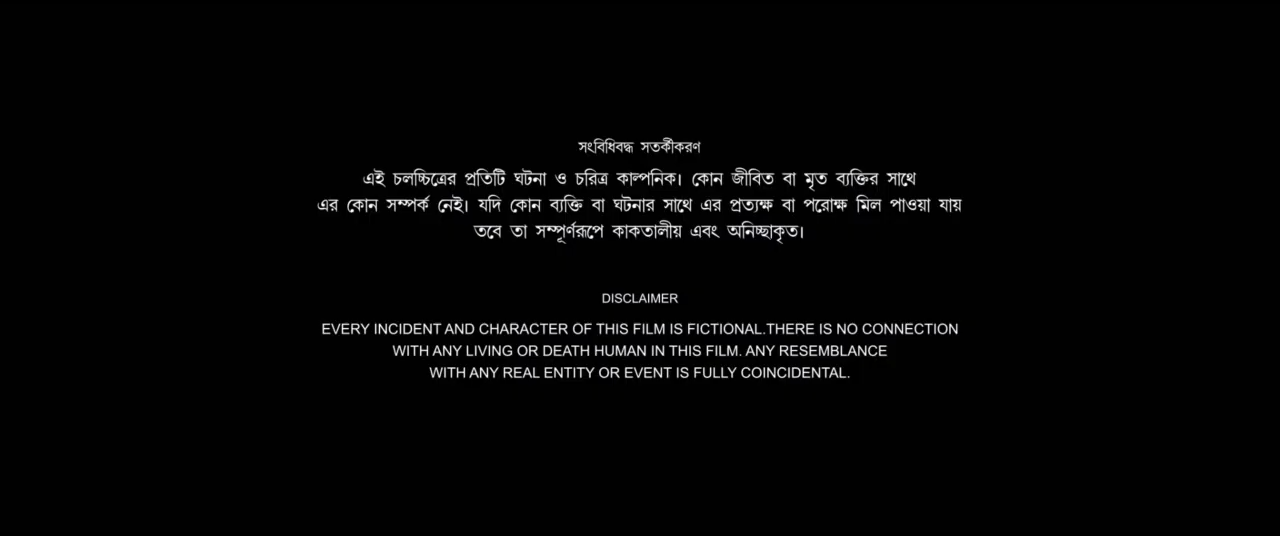 সংবিধিবদ্ধ সতর্কীকরণ
এই চলচ্চিত্রের প্রতিটি ঘটনা ও চরিত্র কাল্পনিক। কোন জীবিত বা মৃত ব্যক্তির সাথে
এর কোন সম্পর্ক নেই। যদি কোন ব্যক্তি বা ঘটনার সাথে এর প্রত্যক্ষ বা পরোক্ষ মিল পাওয়া যায়
তবে তা সম্পূর্ণরূপে কাকতালীয় এবং অনিচ্ছাকৃত।
DISCLAIMER
EVERY INCIDENT AND CHARACTER OF THIS FILM IS FICTIONAL.THERE IS NO CONNECTION
WITH ANY LIVING OR DEATH HUMAN IN THIS FILM. ANY RESEMBLANCE
WITH ANY REAL ENTITY OR EVENT IS FULLY COINCIDENTAL.